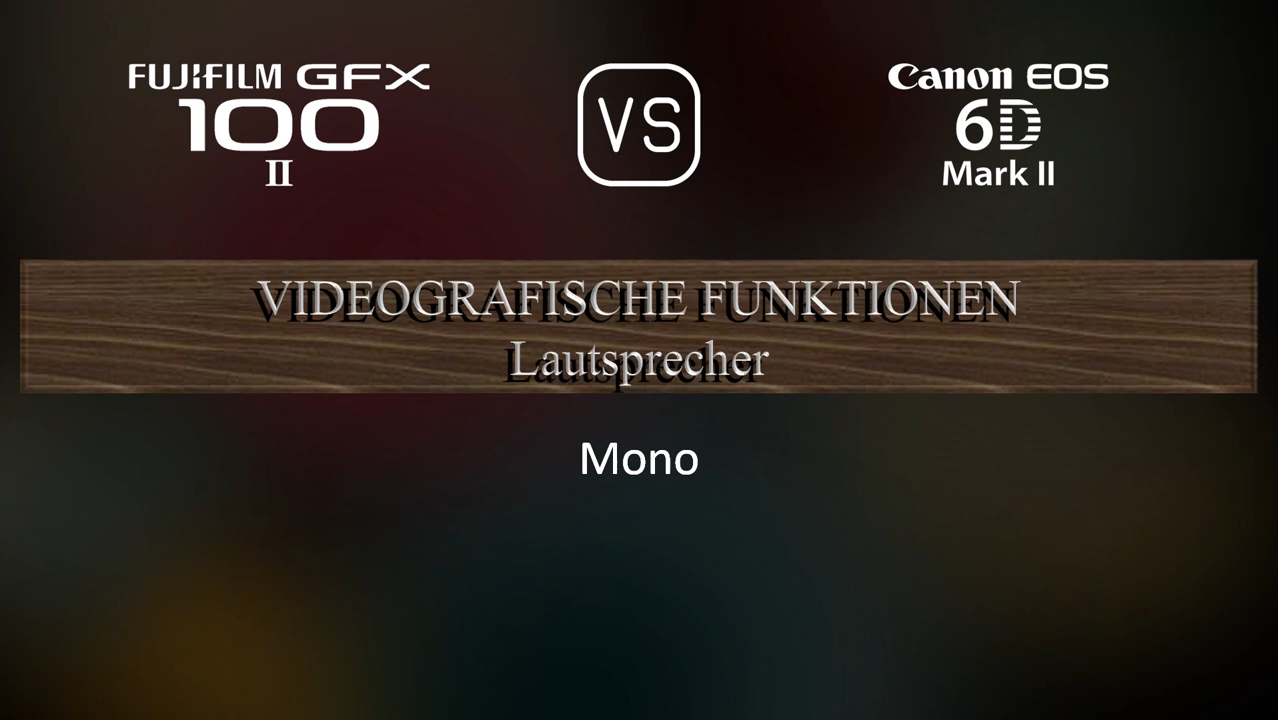 FUJIFILM GFX
100
II
VS
Canon EOS
6D
Mark II
VIDEOGRAFISCHE FUNKTIONEN
Lautsprecher
Mono